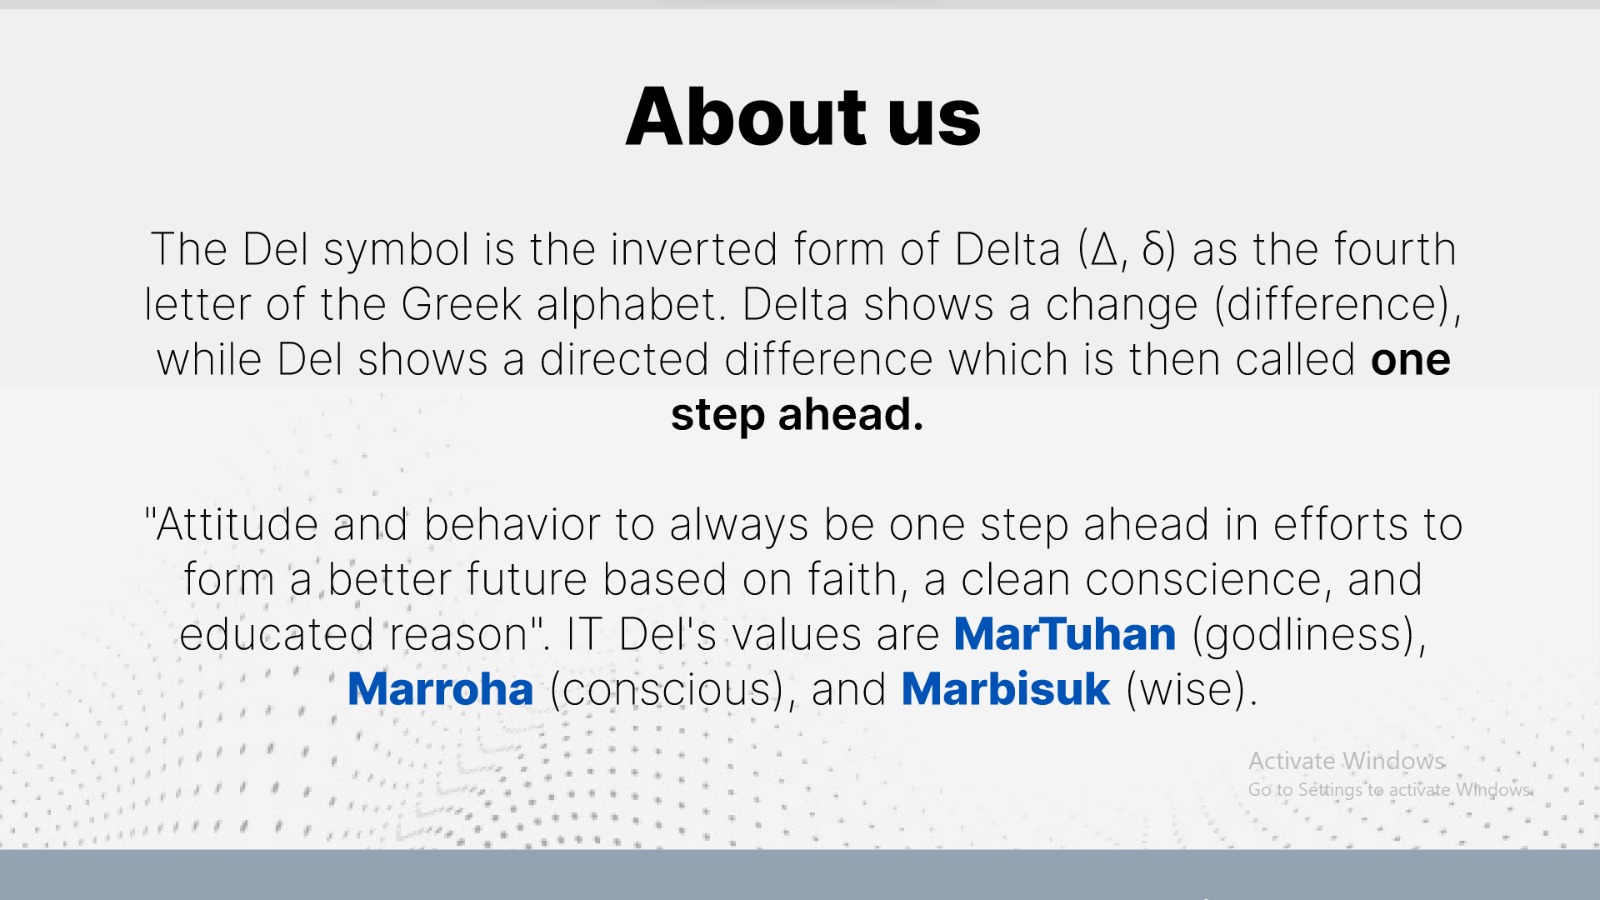 About us
The Del symbol is the inverted form of Delta (Δ, δ) as the fourth
letter of the Greek alphabet. Delta shows a change (difference),
while Del shows a directed difference which is then called one
step ahead.
"Attitude and behavior to always be one step ahead in efforts to
form a better future based on faith, a clean conscience, and
educated reason". IT Del's values are MarTuhan (godliness),
Marroha (conscious), and Marbisuk (wise).
Activate Windows
Go to Settings to activate Windows.